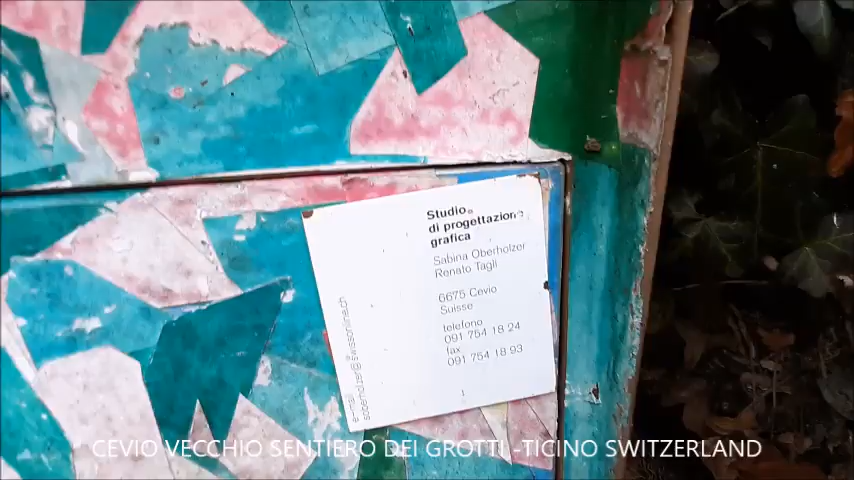 Studio
di progettazione
grafica
Sabina Oberholzer
Renato Tagli
6675 Cevio
Suisse
telefono
091 754 18 24
fax
091 754 18 93
CEVIO VECCHIO SENTIERO DEI GROTTI -TICINO SWITZERLAND